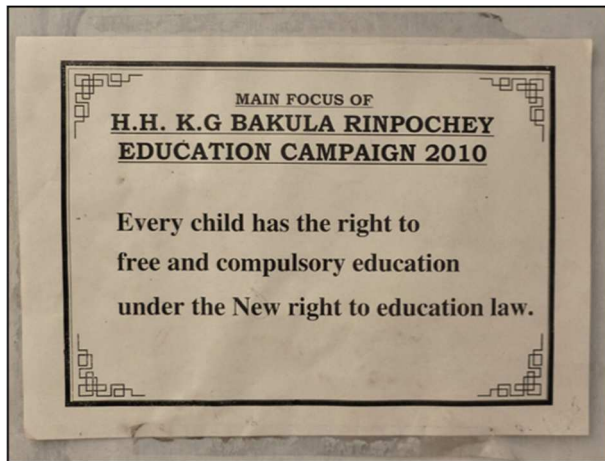 MAIN FOCUS OF
H.H. K.G BAKULA RINPOCHEY
EDUCATION CAMPAIGN 2010
Every child has the right to
free and compulsory education
under the New right to education law.